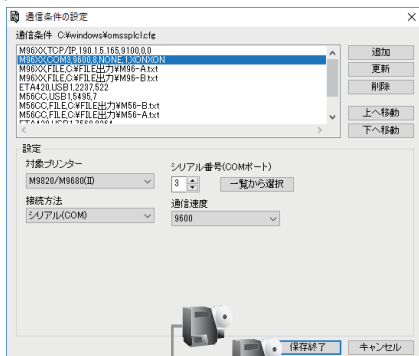 通信条件の設定
通信条件 C:¥windows¥omssplcl.cfg
M96XX,TCP/IP,190.1.5.165,9100,0,0
M96XX,COM3,9600,8,NONE,1,XONXON
M96XX,FILE,C:¥FILE出力¥M96-A.txt
M96XX,FILE,C:¥FILE出力¥M96-B.txt
ETA420,USB1,2237,522
M56CC,USB1,5495,7
M56CC,FILE,C:¥FILE出力¥M56-B.txt
M56CC,FILE,C:¥FILE出力¥M56-A.txt
追加
更新
削除
上へ移動
下へ移動
設定
対象プリンター
M9820/M9680(II)
接続方法
シリアル(COM)
シリアル番号(COMポート)
3
一覧から選択
通信速度
9600
保存終了
キャンセル